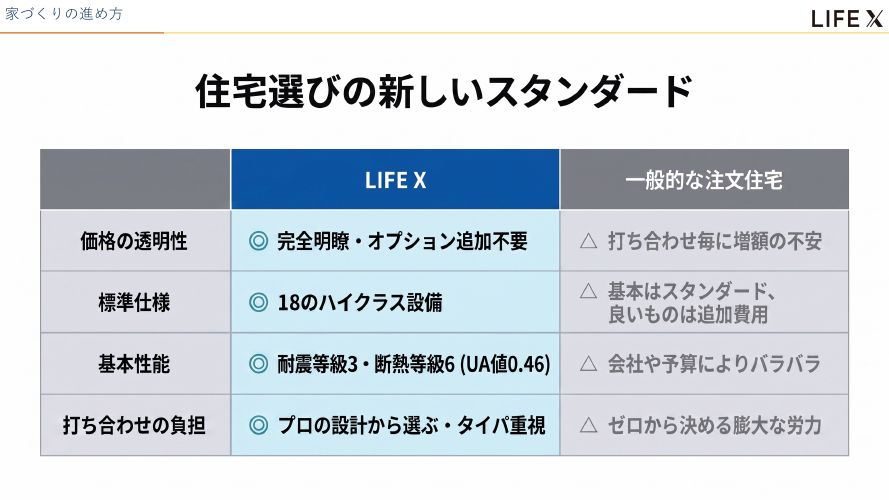 家づくりの進め方
LIFE X
住宅選びの新しいスタンダード
LIFE X
一般的な注文住宅
価格の透明性
◎ 完全明瞭・オプション追加不要
△ 打ち合わせ毎に増額の不安
標準仕様
◎ 18のハイクラス設備
△ 基本はスタンダード、
良いものは追加費用
基本性能
◎ 耐震等級3・断熱等級6 (UA値0.46)
△ 会社や予算によりバラバラ
打ち合わせの負担
◎ プロの設計から選ぶ・タイパ重視
△ ゼロから決める膨大な労力